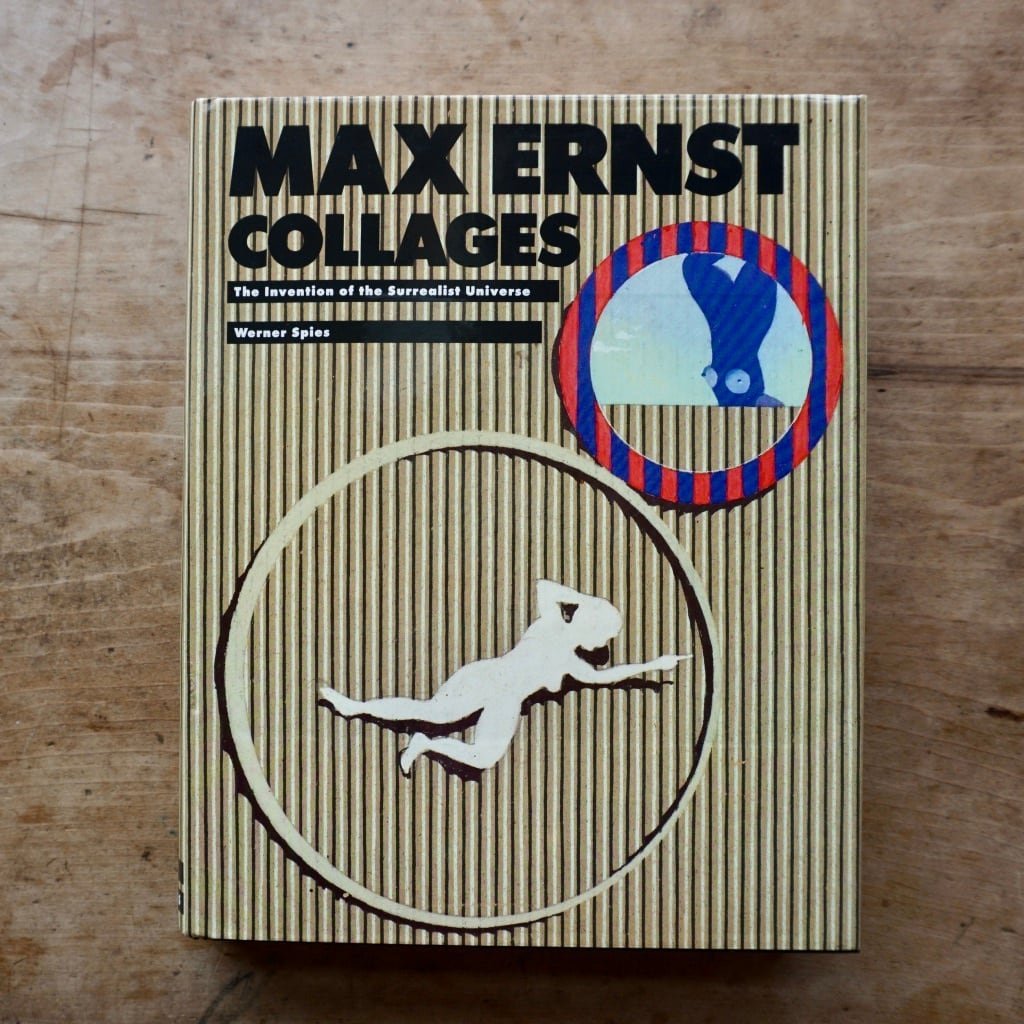 MAX ERNST
COLLAGES
The Invention of the Surrealist Universe
Werner Spies